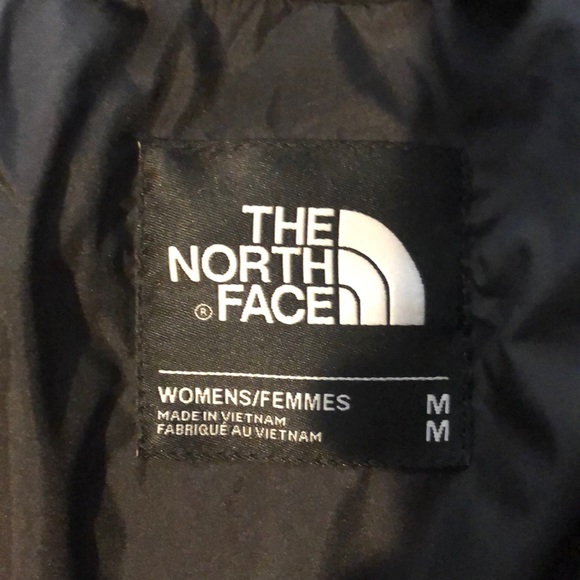 THE
NORTH
® FACE
WOMENS/FEMMES M
MADE IN VIETNAM M
FABRIQUÉ AU VIETNAM